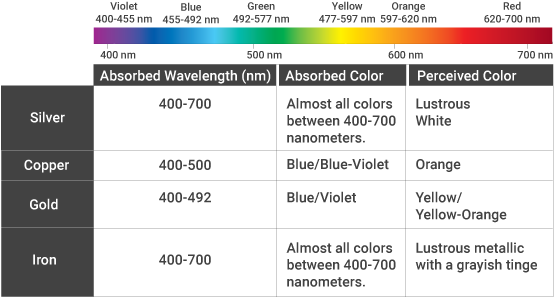 Violet Blue Green Yellow Orange Red
400-455 nm 455-492 nm 492-577 nm 477-597 nm 597-620 nm 620-700 nm
400 nm 500 nm 600 nm 700 nm
Absorbed Wavelength (nm) Absorbed Color Perceived Color
Silver
400-700
Almost all colors
between 400-700
nanometers.
Lustrous
White
Copper
400-500
Blue/Blue-Violet
Orange
Gold
400-492
Blue/Violet
Yellow/
Yellow-Orange
Iron
400-700
Almost all colors
between 400-700
nanometers.
Lustrous metallic
with a grayish tinge